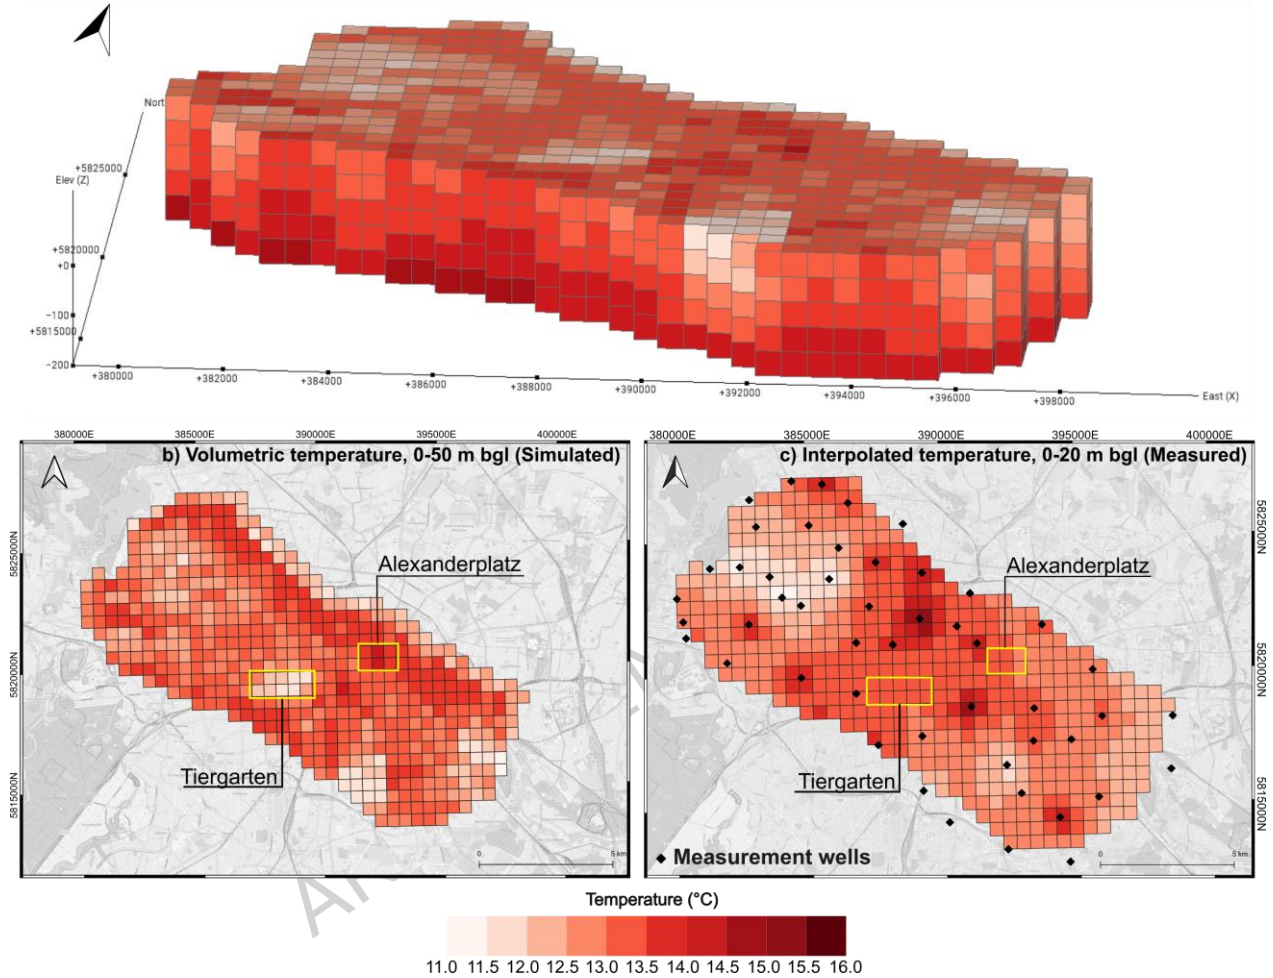 Nort
+5825000
Elev (Z)
+5820000
+0
-100
+5815000
-200
+380000
+382000
+384000
+386000
+388000
+390000
+392000
+394000
+396000
+398000
East (X)
380000E 385000E 390000E 395000E 400000E
b) Volumetric temperature, 0-50 m bgl (Simulated)
5825000N
5820000N
5815000N
Alexanderplatz
Tiergarten
0 5 km
380000E 385000E 390000E 395000E 400000E
c) Interpolated temperature, 0-20 m bgl (Measured)
Alexanderplatz
Tiergarten
Measurement wells
0 5 km
5825000N
5820000N
5815000N
Temperature (°C)
11.0 11.5 12.0 12.5 13.0 13.5 14.0 14.5 15.0 15.5 16.0